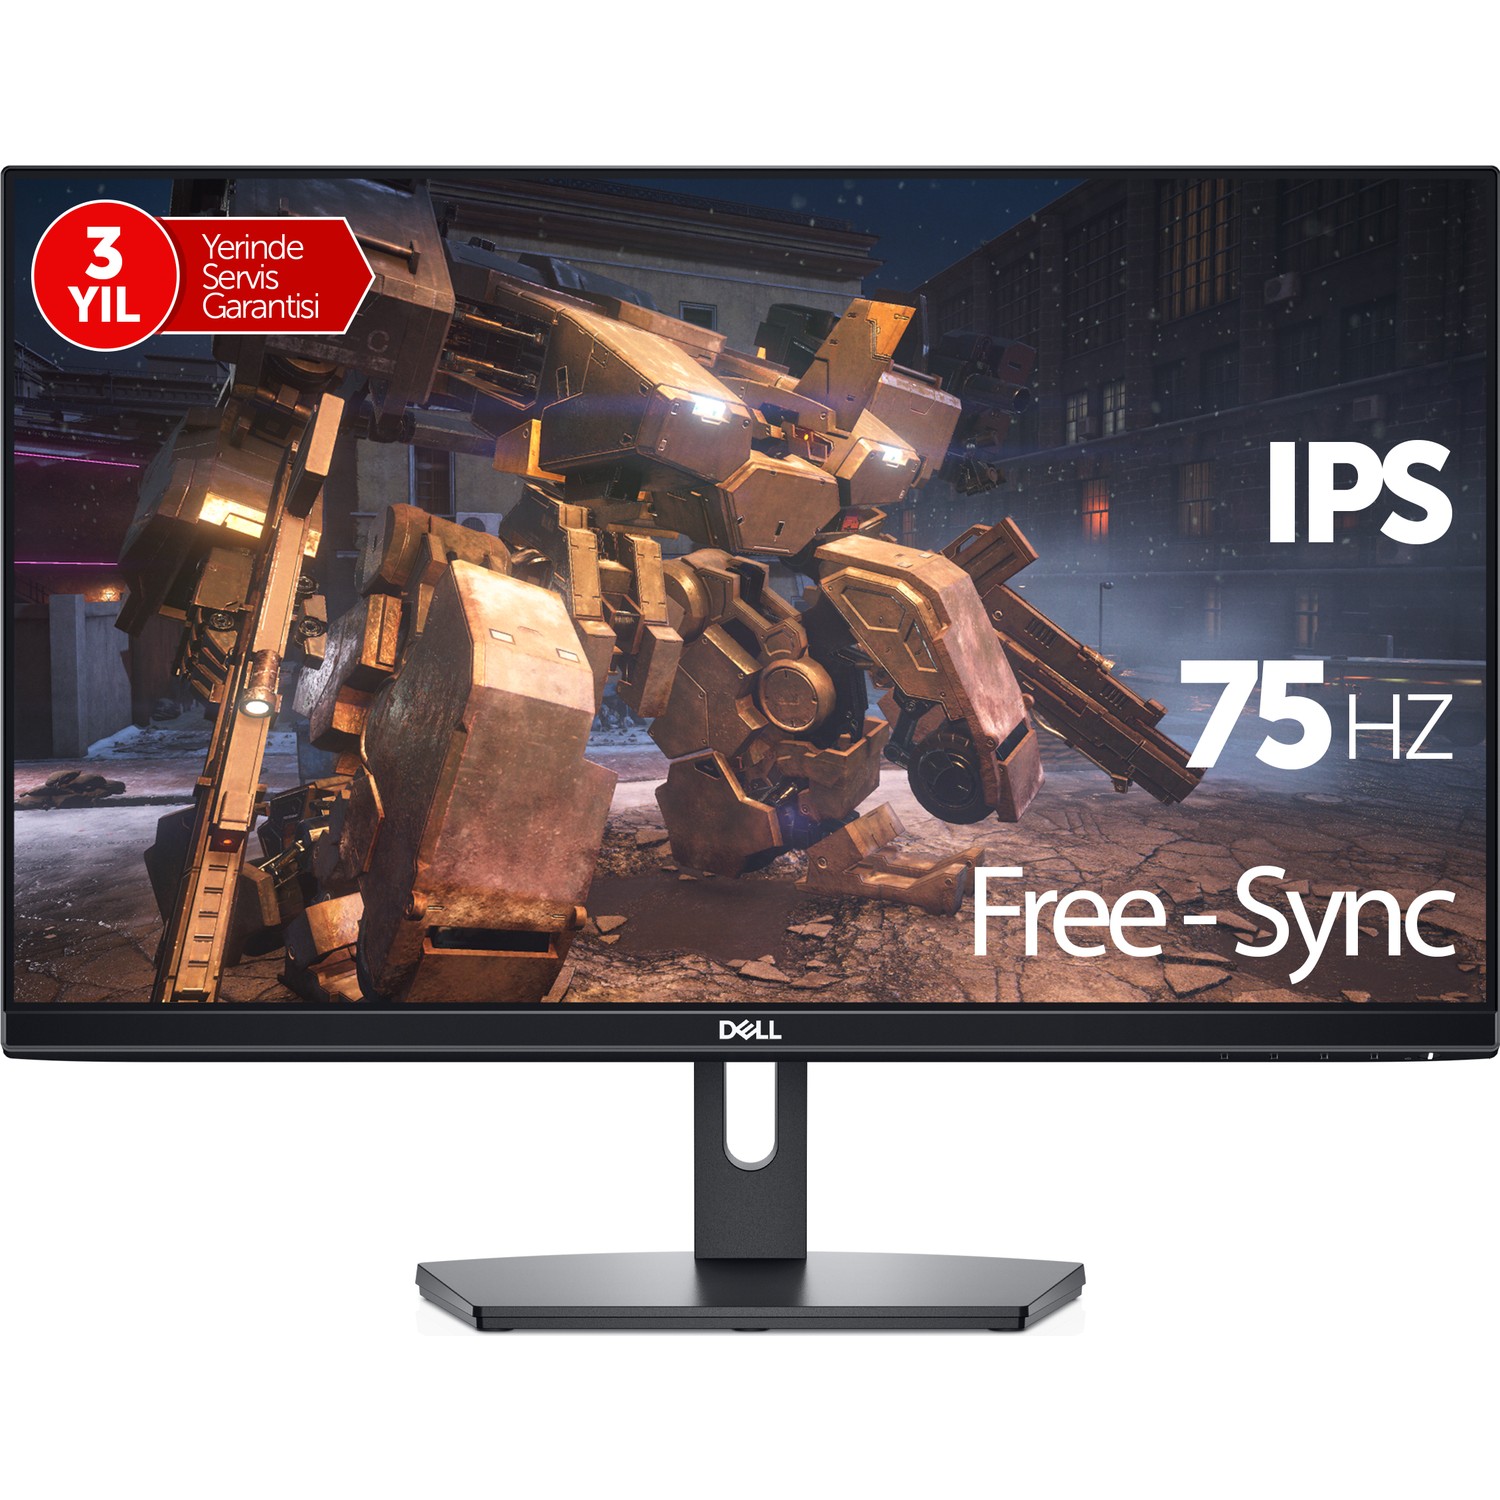 3
YIL
Yerinde
Servis
Garantisi
IPS
75 HZ
Free - Sync
DELL